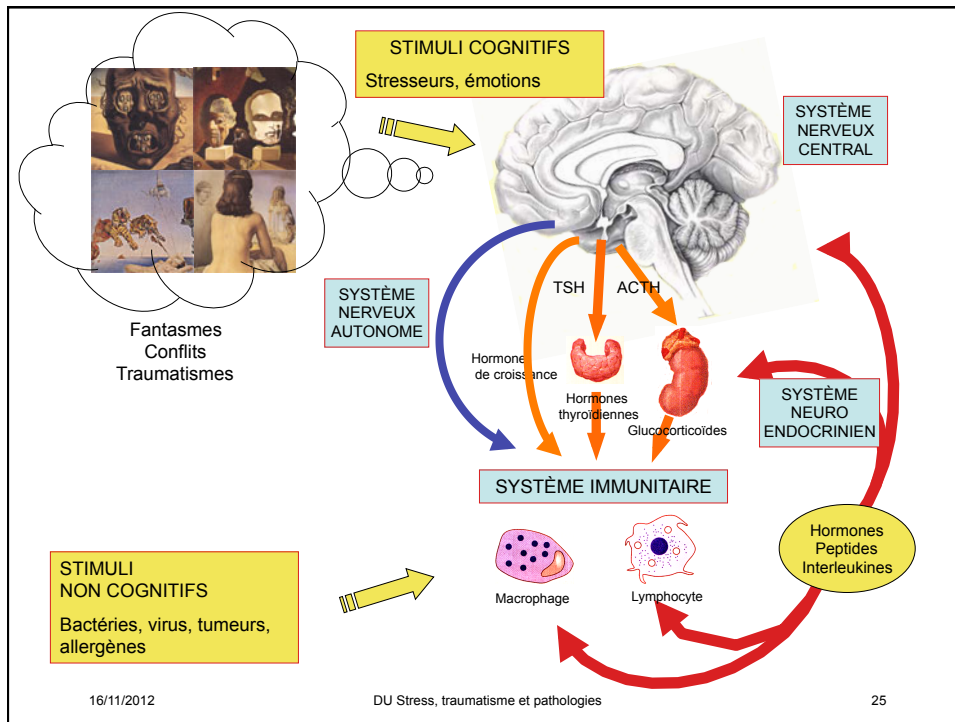 STIMULI COGNITIFS
Stresseurs, émotions
SYSTÈME
NERVEUX
CENTRAL
Fantasmes
Conflits
Traumatismes
SYSTÈME
NERVEUX
AUTONOME
TSH
ACTH
Hormone
de croissance
Hormones
thyroïdiennes
Glucocorticoïdes
SYSTÈME
NEURO
ENDOCRINIEN
SYSTÈME IMMUNITAIRE
Macrophage
Lymphocyte
Hormones
Peptides
Interleukines
STIMULI
NON COGNITIFS
Bactéries, virus, tumeurs,
allergènes
16/11/2012
DU Stress, traumatisme et pathologies
25